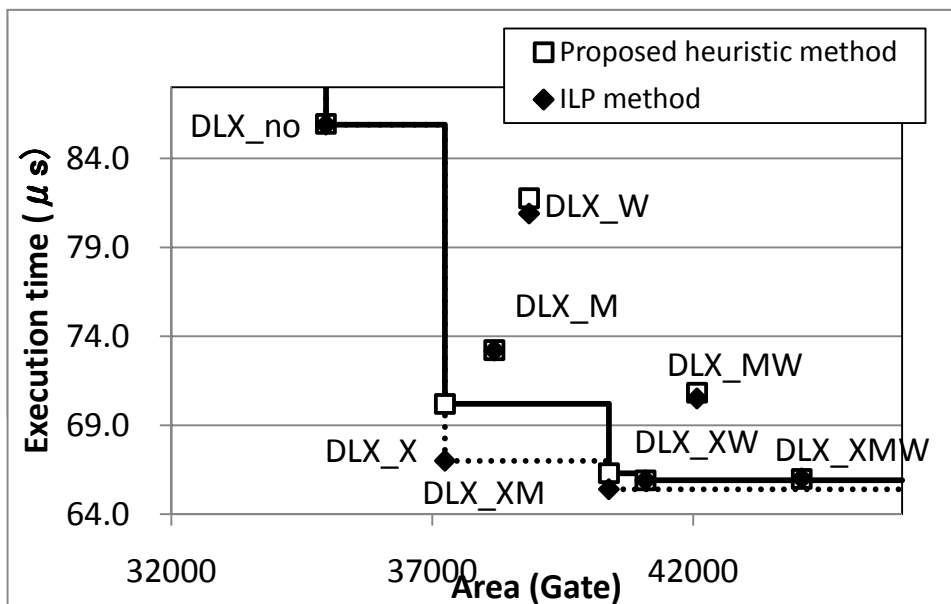 Proposed heuristic method
ILP method
DLX_no
84.0
DLX_W
79.0
DLX_M
74.0
DLX_MW
69.0
DLX_X
DLX_XW
DLX_XMW
DLX_XM
64.0
32000
37000
42000
Area (Gate)
Execution time (μs)